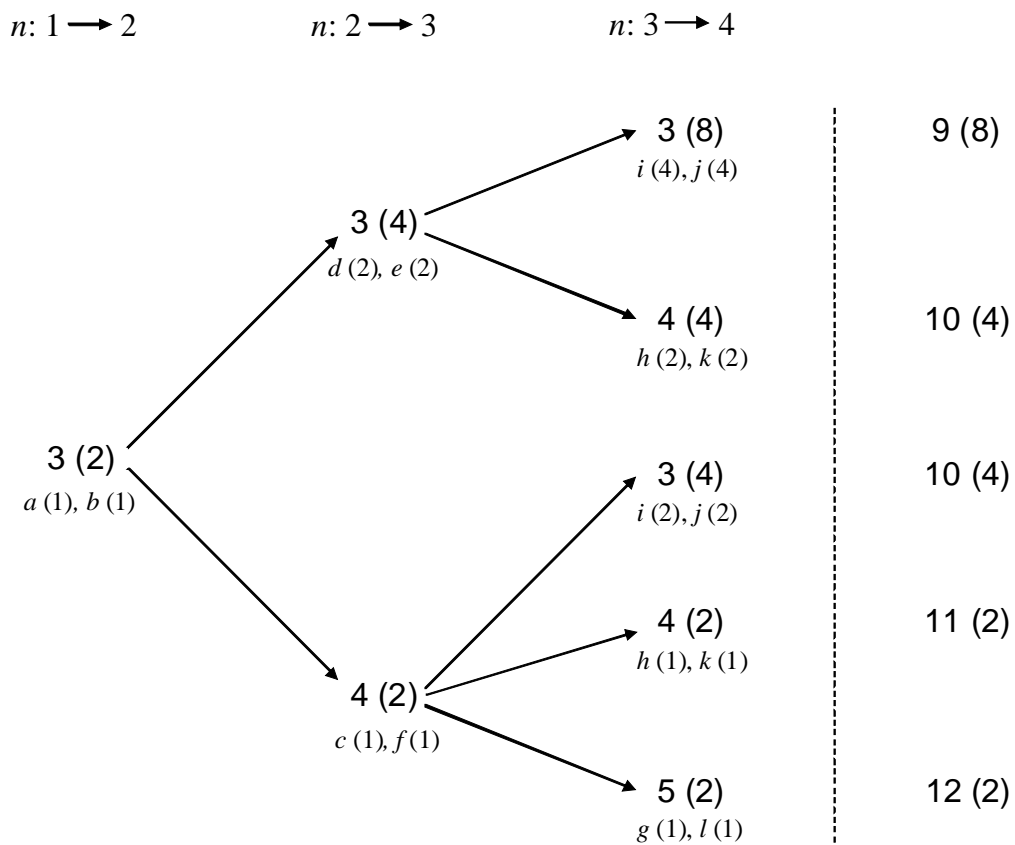 n: 1 → 2 n: 2 → 3 n: 3 → 4
3 (8) 9 (8)
i (4), j (4)
3 (4)
d (2), e (2)
4 (4) 10 (4)
h (2), k (2)
3 (2)
a (1), b (1)
3 (4) 10 (4)
i (2), j (2)
4 (2) 11 (2)
h (1), k (1)
4 (2)
c (1), f (1)
5 (2) 12 (2)
g (1), l (1)